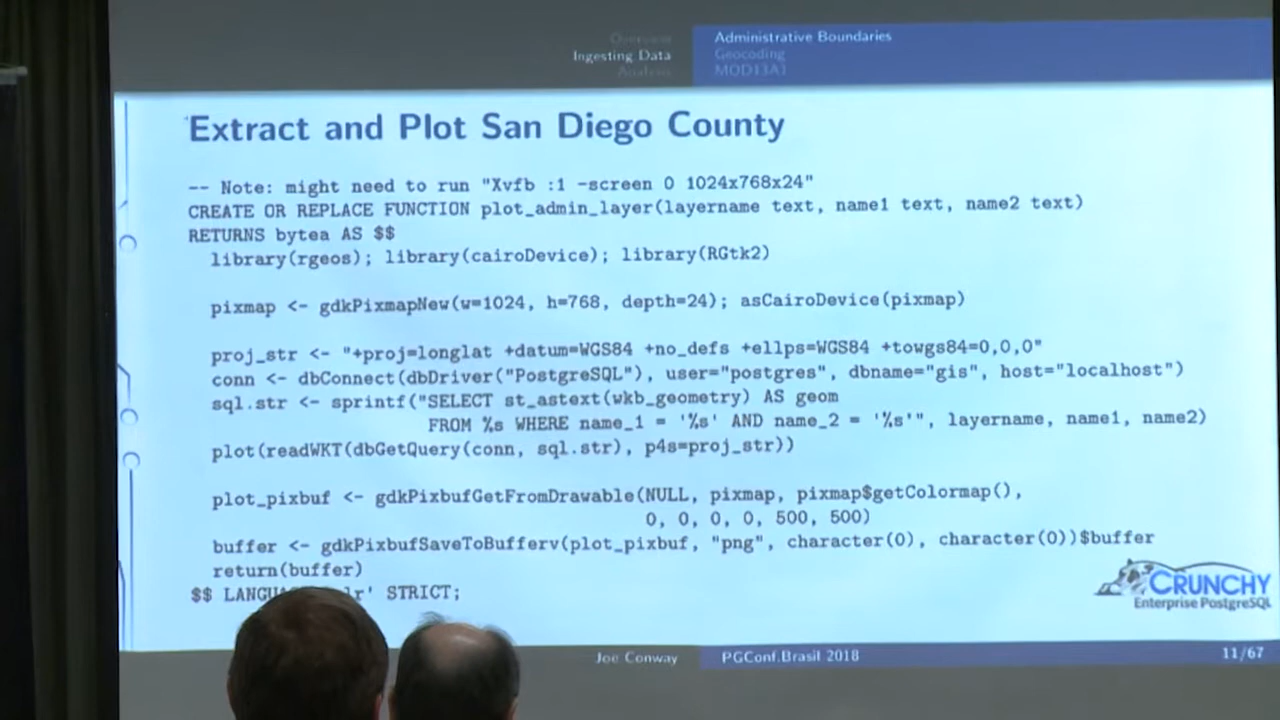 Overview
Ingesting Data
Analysis
Administrative Boundaries
Geocoding
MOD13A1
Extract and Plot San Diego County
-- Note: might need to run "Xvfb :1 -screen 0 1024x768x24"
CREATE OR REPLACE FUNCTION plot_admin_layer(layername text, name1 text, name2 text)
RETURNS bytea AS $$
library(rgeos); library(cairoDevice); library(RGtk2)
pixmap <- gdkPixmapNew(w=1024, h=768, depth=24); asCairoDevice(pixmap)
proj_str <- "+proj=longlat +datum=WGS84 +no_defs +ellps=WGS84 +towgs84=0,0,0"
conn <- dbConnect(dbDriver("PostgreSQL"), user="postgres", dbname="gis", host="localhost")
sql.str <- sprintf("SELECT st_astext(wkb_geometry) AS geom
FROM %s WHERE name_1 = '%s' AND name_2 = '%s'", layername, name1, name2)
plot(readWKT(dbGetQuery(conn, sql.str), p4s=proj_str))
plot_pixbuf <- gdkPixbufGetFromDrawable(NULL, pixmap, pixmap$getColormap(),
0, 0, 0, 0, 500, 500)
buffer <- gdkPixbufSaveToBufferv(plot_pixbuf, "png", character(0), character(0))$buffer
return(buffer)
$$ STRICT;
CRUNCHY
Enterprise PostgreSQL
Joe Conway
PGConf.Brasil 2018
11/67